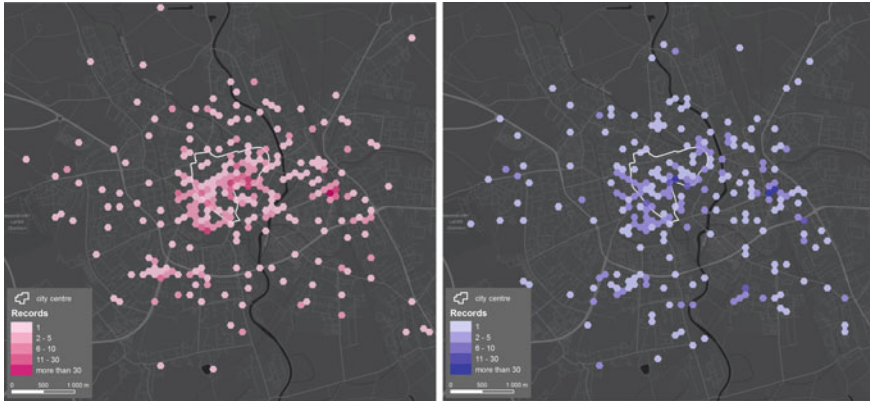 city centre
Records
1
2 - 5
6 - 10
11 - 30
more than 30
0 500 1 000 m
city centre
Records
1
2 - 5
6 - 10
11 - 30
more than 30
0 500 1 000 m